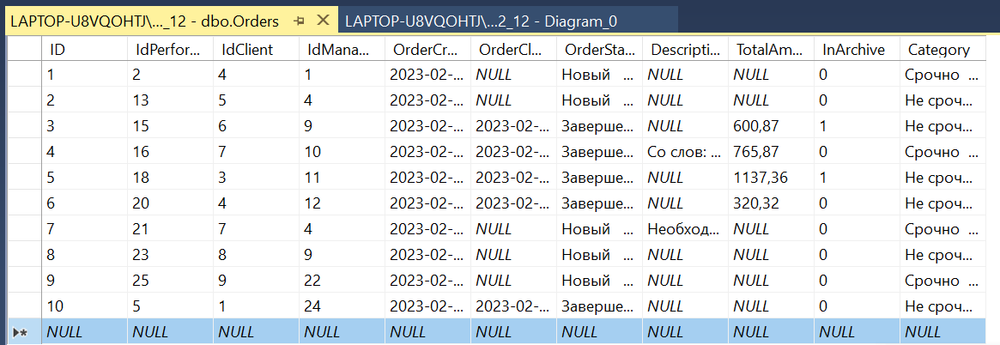 LAPTOP-U8VQOHTJ\..._12 - dbo.Orders LAPTOP-U8VQOHTJ\...2_12 - Diagram_0
ID IdPerfor... IdClient IdMana... OrderCr... OrderCl... OrderSta... Descripti... TotalAm... InArchive Category
1 2 4 1 2023-02-... NULL Новый ... NULL NULL 0 Срочно ...
2 13 5 4 2023-02-... NULL Новый ... NULL NULL 0 Не сроч...
3 15 6 9 2023-02-... 2023-02-... Заверше... NULL 600,87 1 Не сроч...
4 16 7 10 2023-02-... 2023-02-... Заверше... Со слов: ... 765,87 0 Срочно ...
5 18 3 11 2023-02-... 2023-02-... Заверше... NULL 1137,36 1 Не сроч...
6 20 4 12 2023-02-... 2023-02-... Заверше... NULL 320,32 0 Не сроч...
7 21 7 4 2023-02-... NULL Новый ... Необход... NULL 0 Срочно ...
8 23 8 9 2023-02-... NULL Новый ... NULL NULL 0 Не сроч...
9 25 9 22 2023-02-... NULL Новый ... NULL NULL 0 Срочно ...
10 5 1 24 2023-02-... 2023-02-... Заверше... NULL NULL 0 Не сроч...
NULL NULL NULL NULL NULL NULL NULL NULL NULL NULL NULL